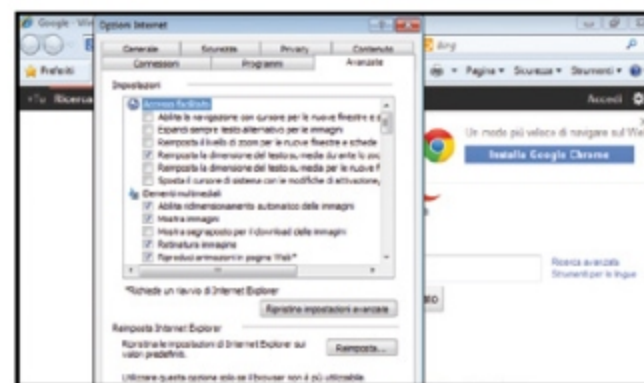 Google - Win
Opzioni Internet
Generale Sicurezza Privacy Contenuto
Connessioni Programmi Avanzate
Impostazioni
Accesso facilitato
Abilita la navigazione con cursore per le nuove finestre e s
Espandi sempre testo alternativo per le immagini
Reimposta il livello di zoom per le nuove finestre e schede
Reimposta la dimensione del testo su media durante lo zoo
Reimposta la dimensione del testo su media per le nuove f
Sposta il cursore di sistema con le modifiche di attivazione,
Elementi multimediali
Abilita ridimensionamento automatico delle immagini
Mostra immagini
Mostra segnaposto per il download delle immagini
Retinatura immagine
Riproduci animazioni in pagine Web*
*Richiede un riavvio di Internet Explorer
Ripristina impostazioni avanzate
Reimposta Internet Explorer
Ripristina le impostazioni di Internet Explorer sui
valori predefiniti.
Reimposta...
Utilizzare questa opzione solo se il browser non è più utilizzabile.
Preferiti
+Tu Ricerca
Bing
Pagina Sicurezza Strumenti
Accedi
Un modo più veloce di navigare sul We
Installa Google Chrome
Ricerca avanzata
Strumenti per le lingue